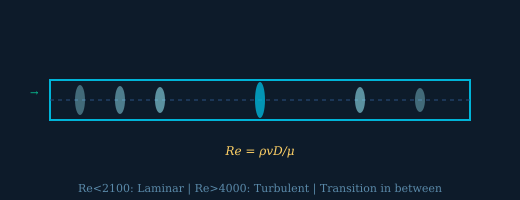 →
Re = ρvD/μ
Re<2100: Laminar | Re>4000: Turbulent | Transition in between